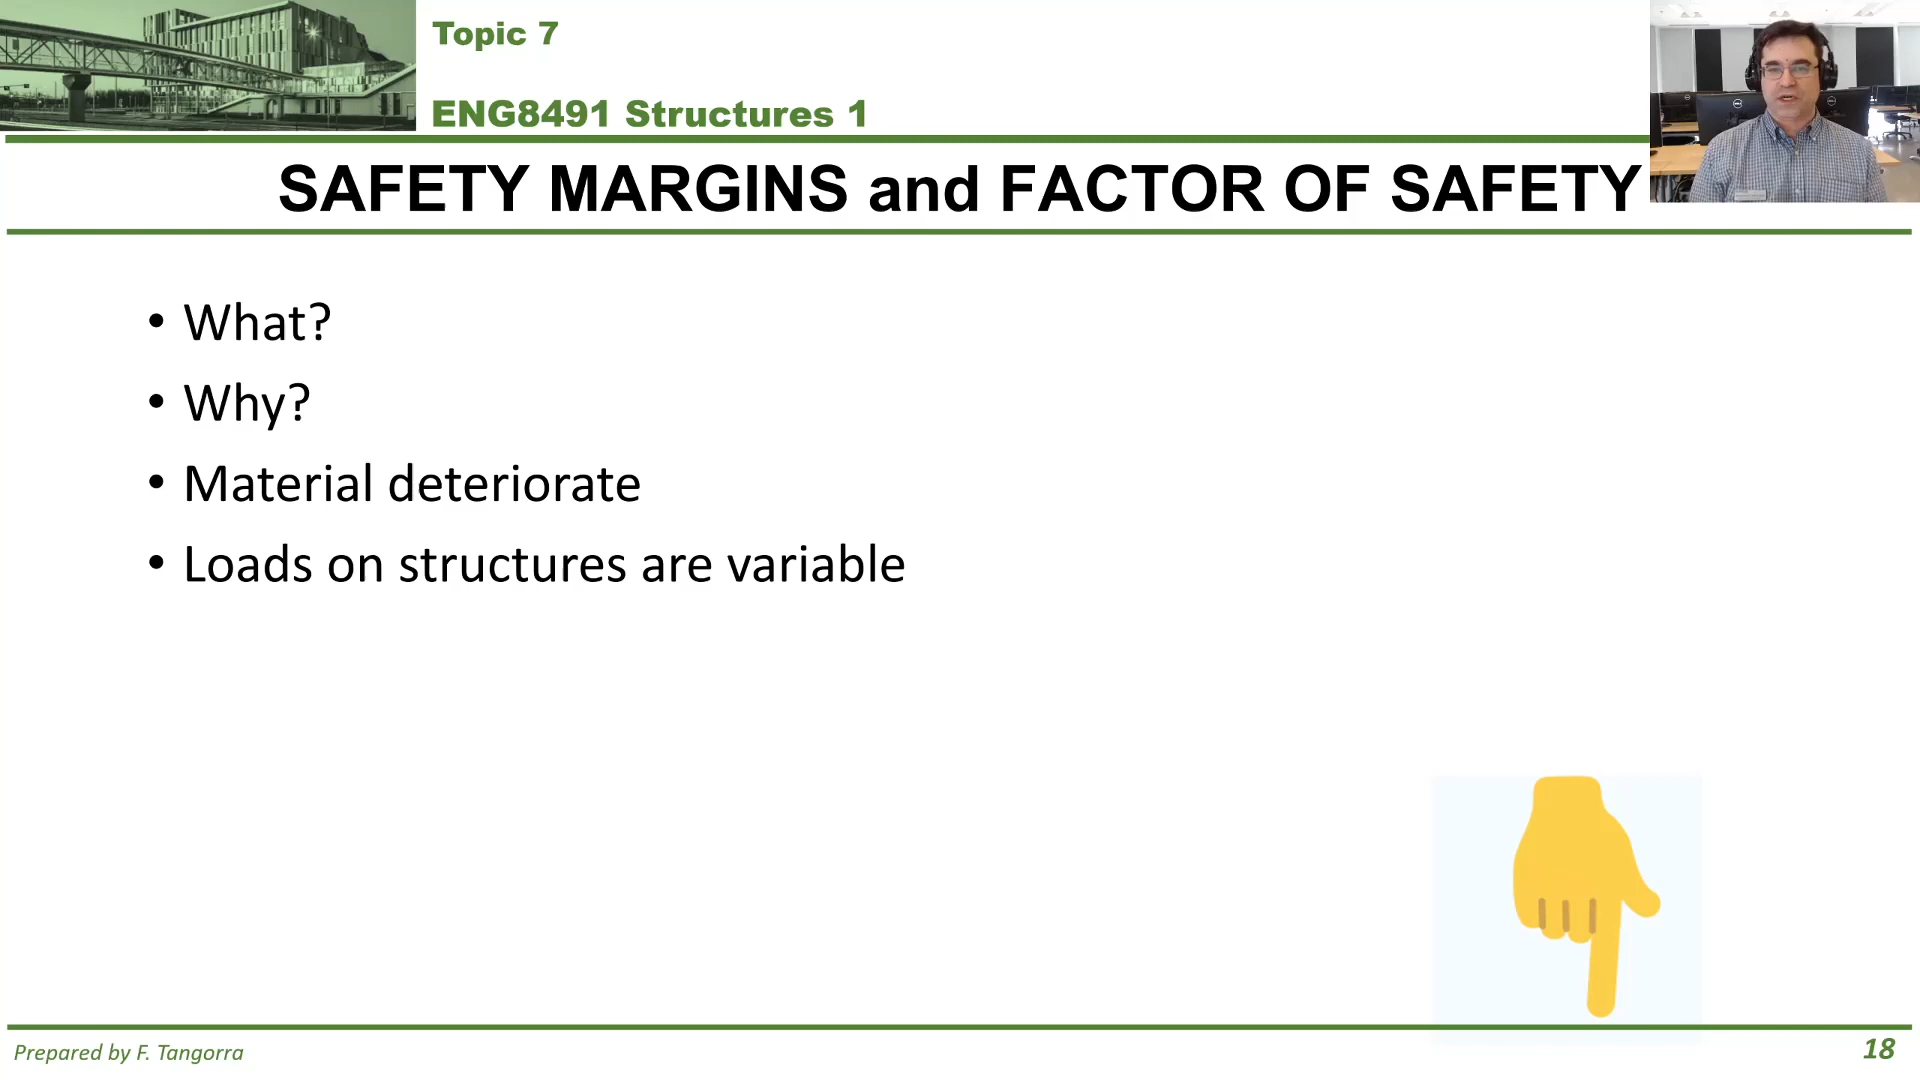 Topic 7
ENG8491 Structures 1
SAFETY MARGINS and FACTOR OF SAFETY
• What?
• Why?
• Material deteriorate
• Loads on structures are variable
Prepared by F. Tangorra
18